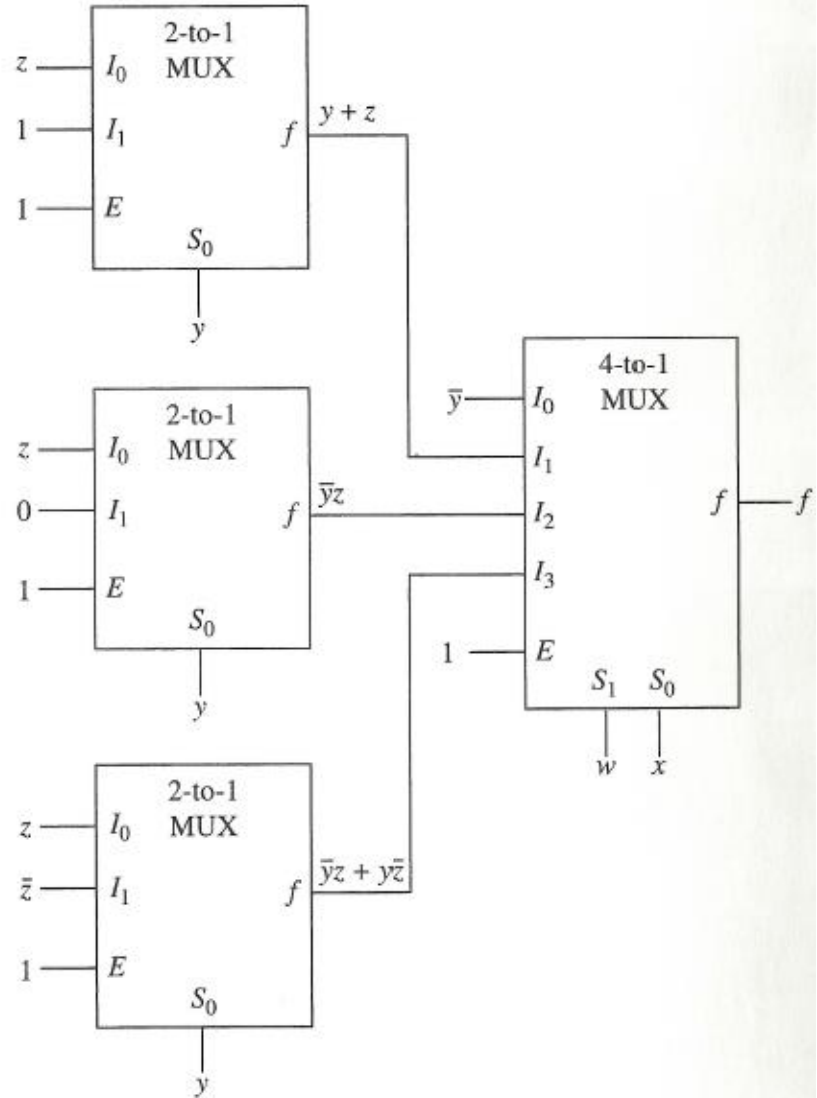 2-to-1
MUX
z
I₀
1
I₁
f
y + z
1
E
S₀
y
2-to-1
MUX
z
I₀
0
I₁
f
y̅z
1
E
S₀
y
2-to-1
MUX
z
I₀
z̅
I₁
f
y̅z + yz̅
1
E
S₀
y
4-to-1
MUX
y̅
I₀
I₁
I₂
I₃
f
f
1
E
S₁ S₀
w x